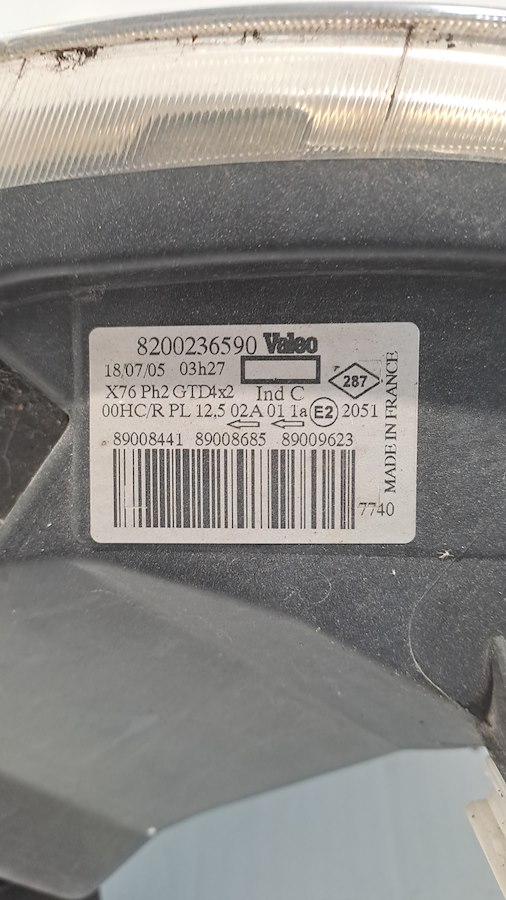 8200236590 Valeo
18/07/05 03h27
X76 Ph2 GTD4x2 Ind C
287
00HC/R PL 12,5 02A 01 1a E2 2051
89008441 89008685 89009623
7740
MADE IN FRANCE